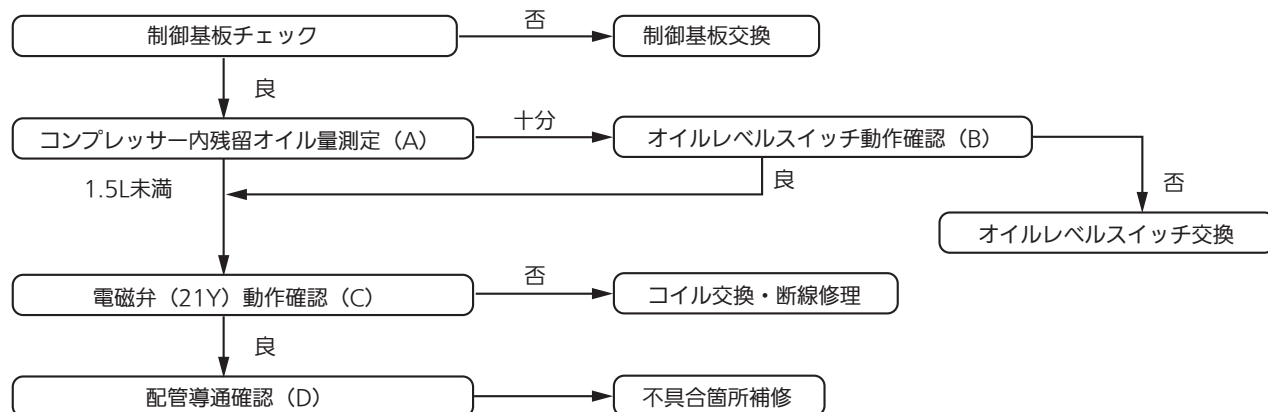 制御基板チェック
否
制御基板交換
良
コンプレッサー内残留オイル量測定（A）
十分
オイルレベルスイッチ動作確認（B）
1.5L未満
良
否
オイルレベルスイッチ交換
電磁弁（21Y）動作確認（C）
否
コイル交換・断線修理
良
配管導通確認（D）
不具合箇所補修